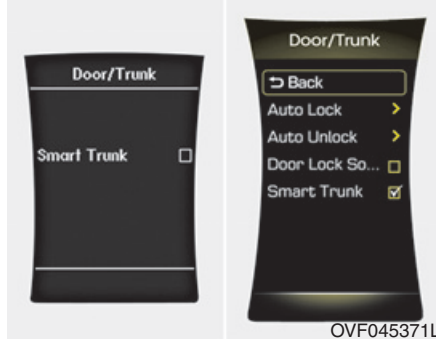 Door/Trunk
Smart Trunk
Door/Trunk
Back
Auto Lock
Auto Unlock
Door Lock So...
Smart Trunk
OVF045371L